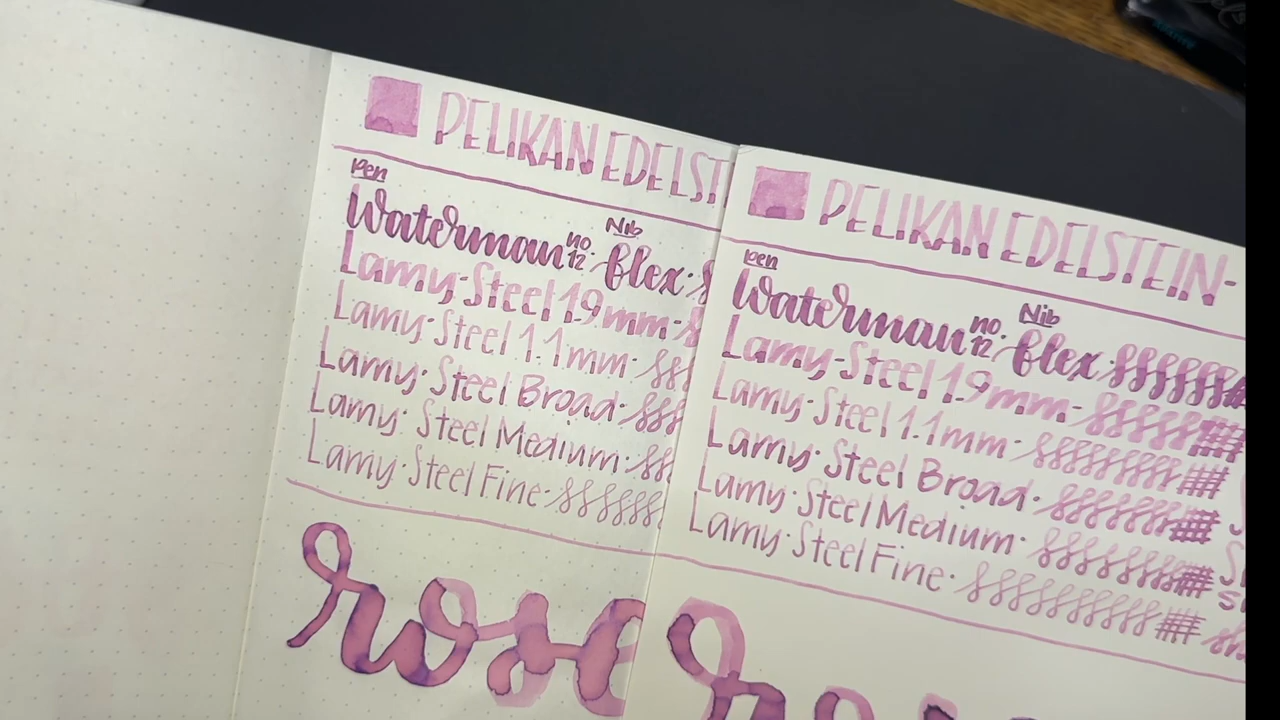 PELIKAN EDELST
Pen
Nib
Waterman no. 12 · flex ·
Lamy · Steel 1.9mm ·
Lamy · Steel 1.1mm ·
Lamy · Steel Broad ·
Lamy · Steel Medium ·
Lamy · Steel Fine ·
rose
PELIKAN EDELSTEIN-
pen
Nib
Waterman no. 12 · flex ·
Lamy · Steel 1.9mm ·
Lamy · Steel 1.1mm ·
Lamy · Steel Broad ·
Lamy · Steel Medium ·
Lamy · Steel Fine ·